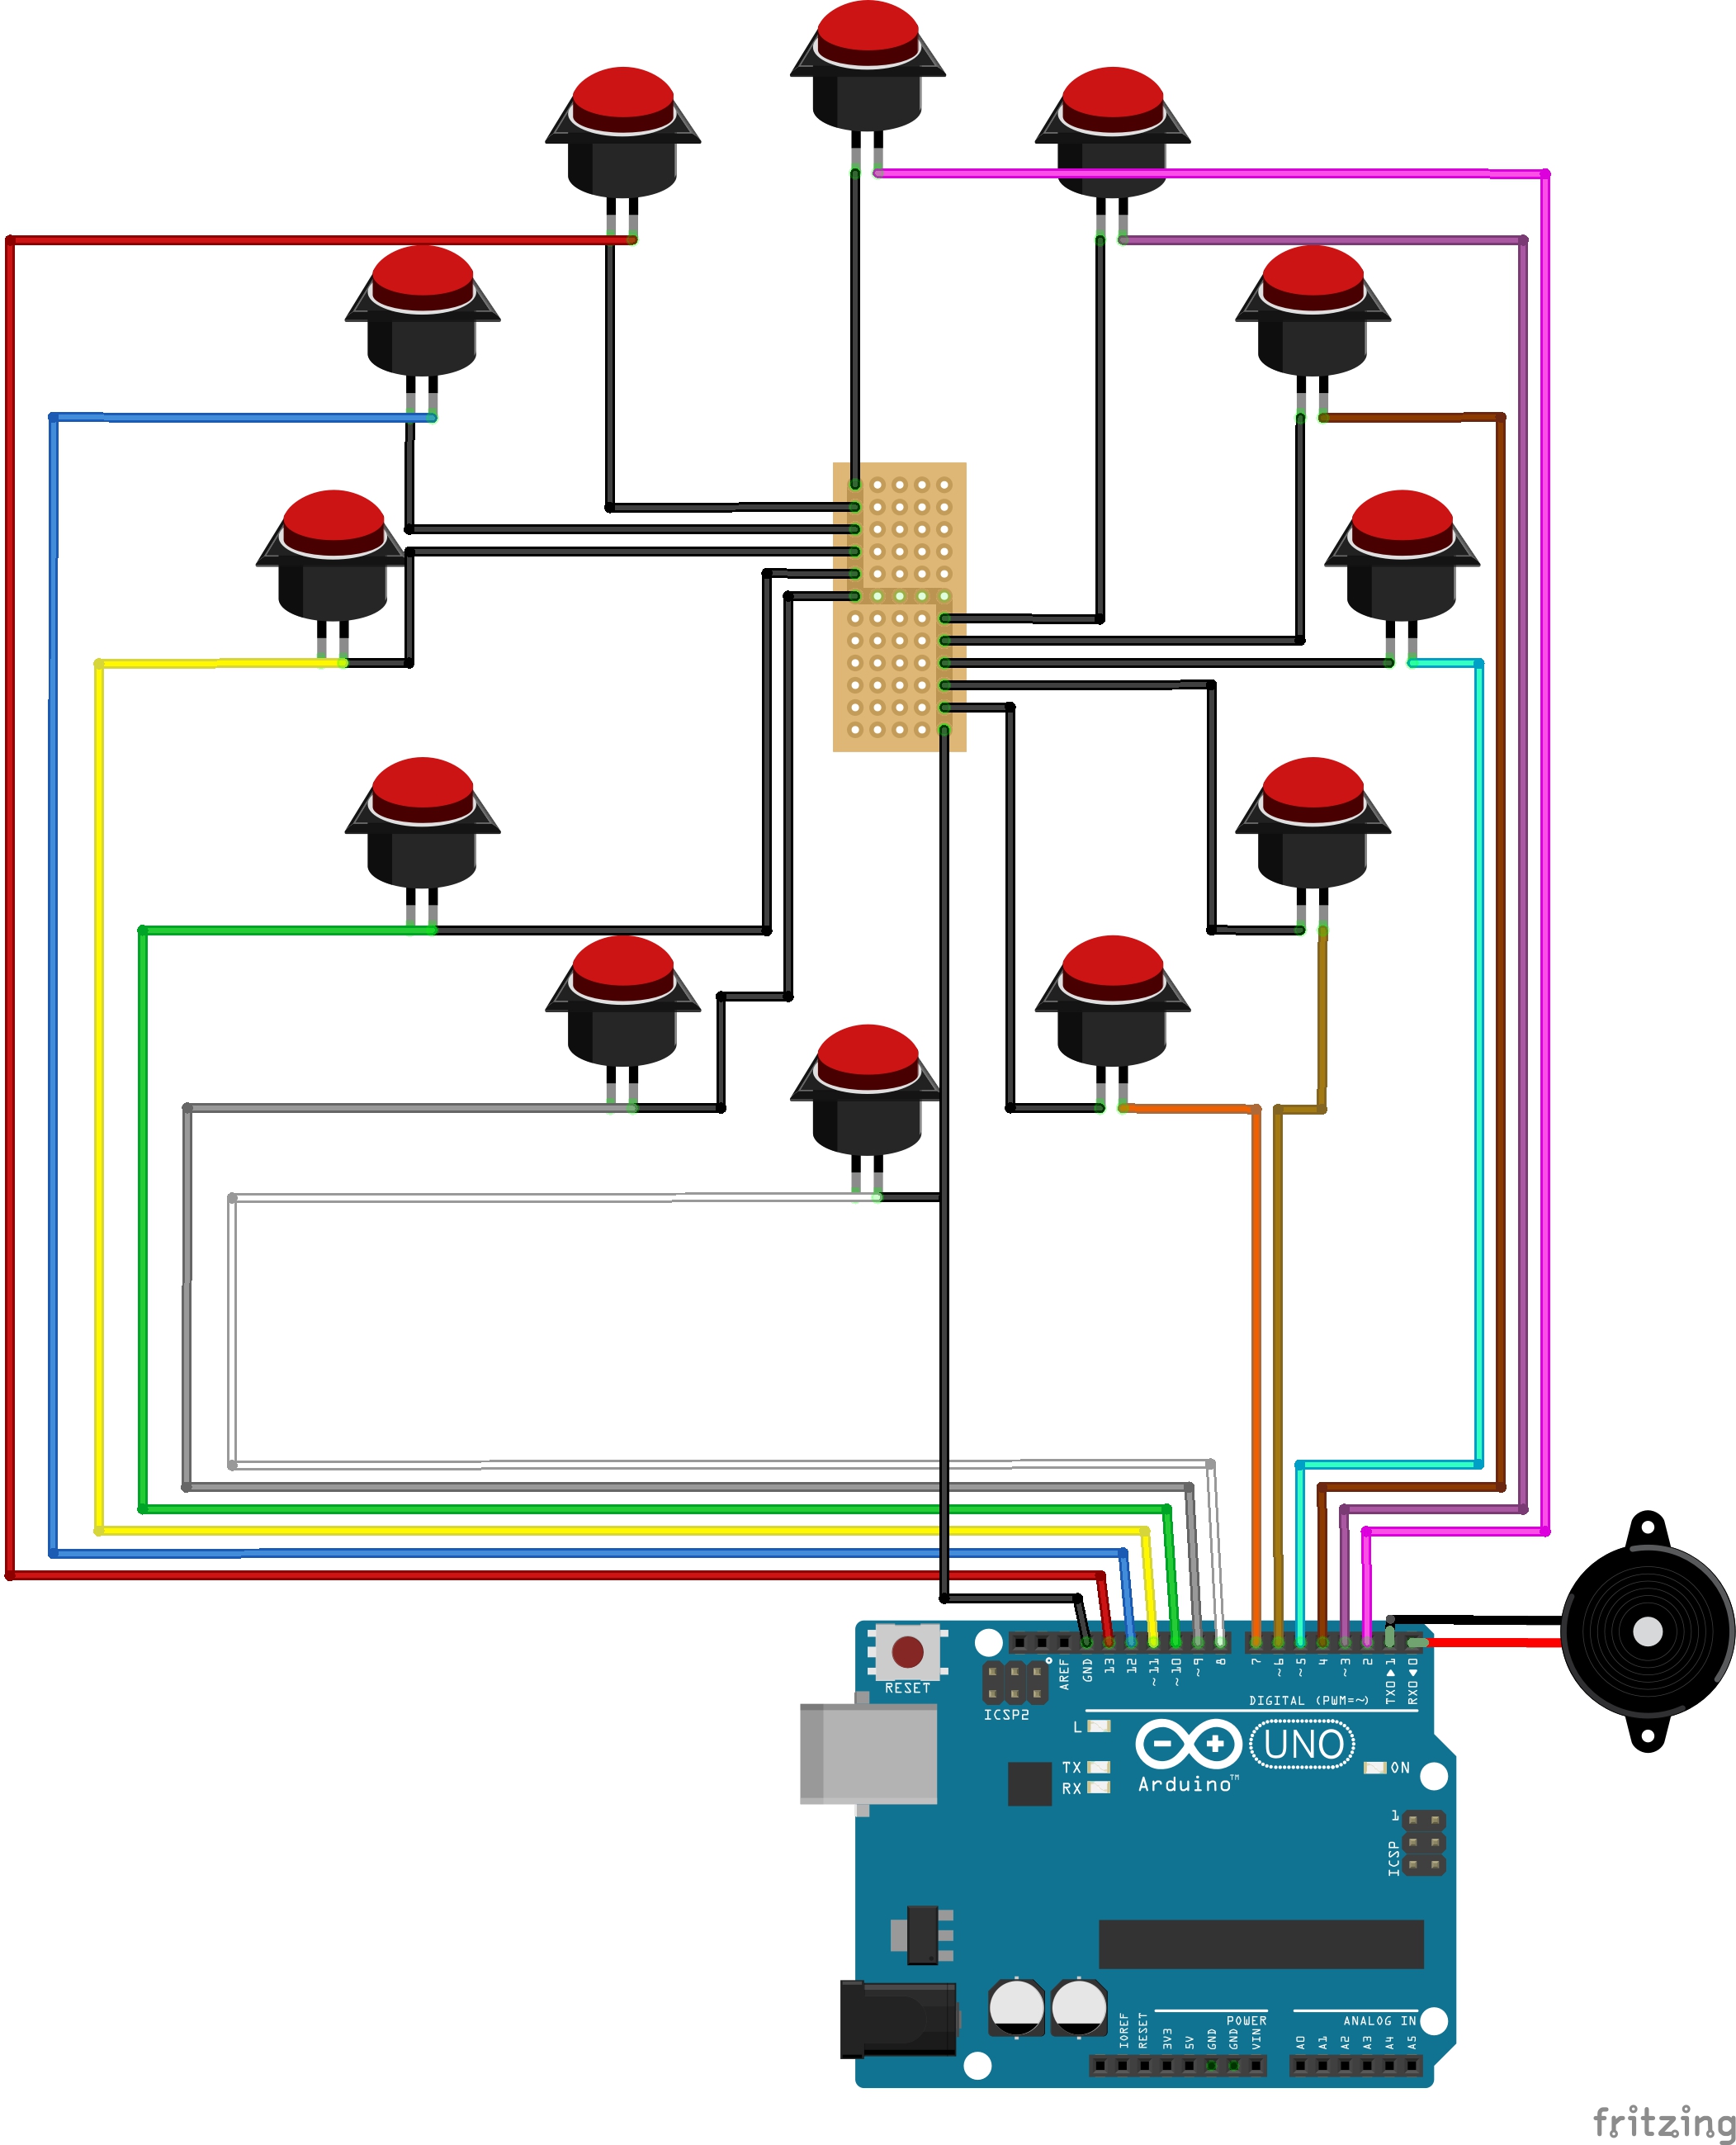 RESET
ICSP2
AREF
GND
13
12
~11
~10
~9
8
7
~6
~5
4
~3
2
TX0▶1
RX0◀0
DIGITAL (PWM=~)
L
TX
RX
Arduino™
UNO
ON
1
ICSP
IOREF
RESET
3V3
5V
GND
GND
VIN
POWER
ANALOG IN
A0
A1
A2
A3
A4
A5
fritzing